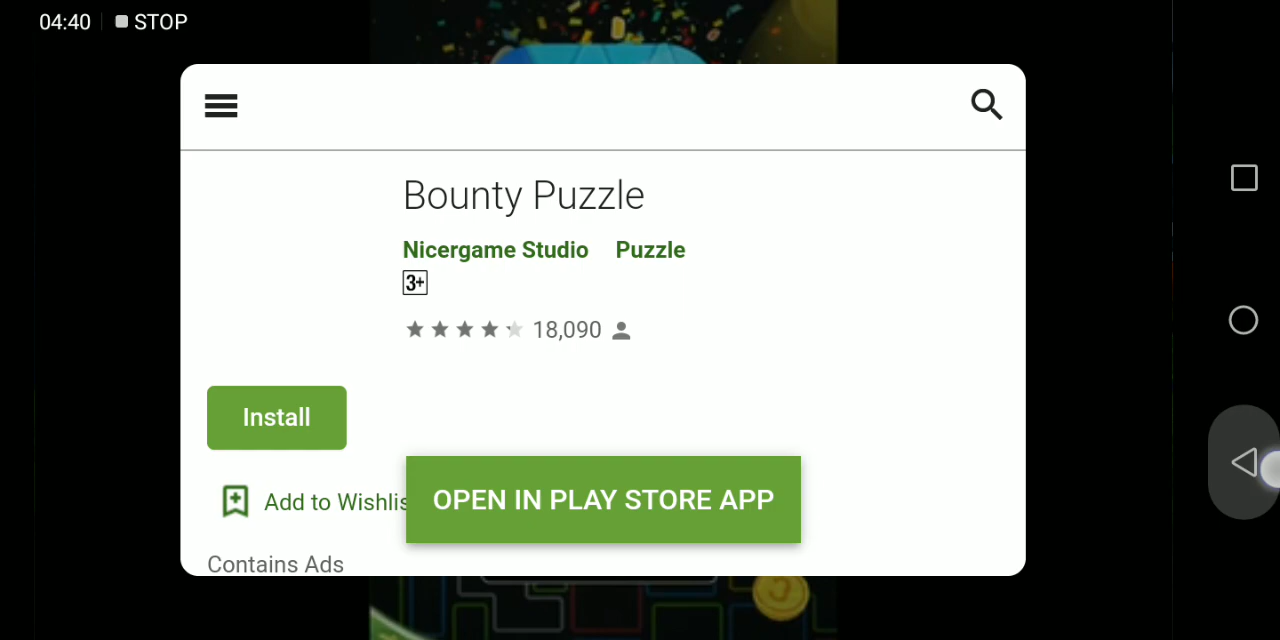 04:40 STOP
Bounty Puzzle
Nicergame Studio Puzzle
3+
18,090
Install
Add to Wishlis
OPEN IN PLAY STORE APP
Contains Ads